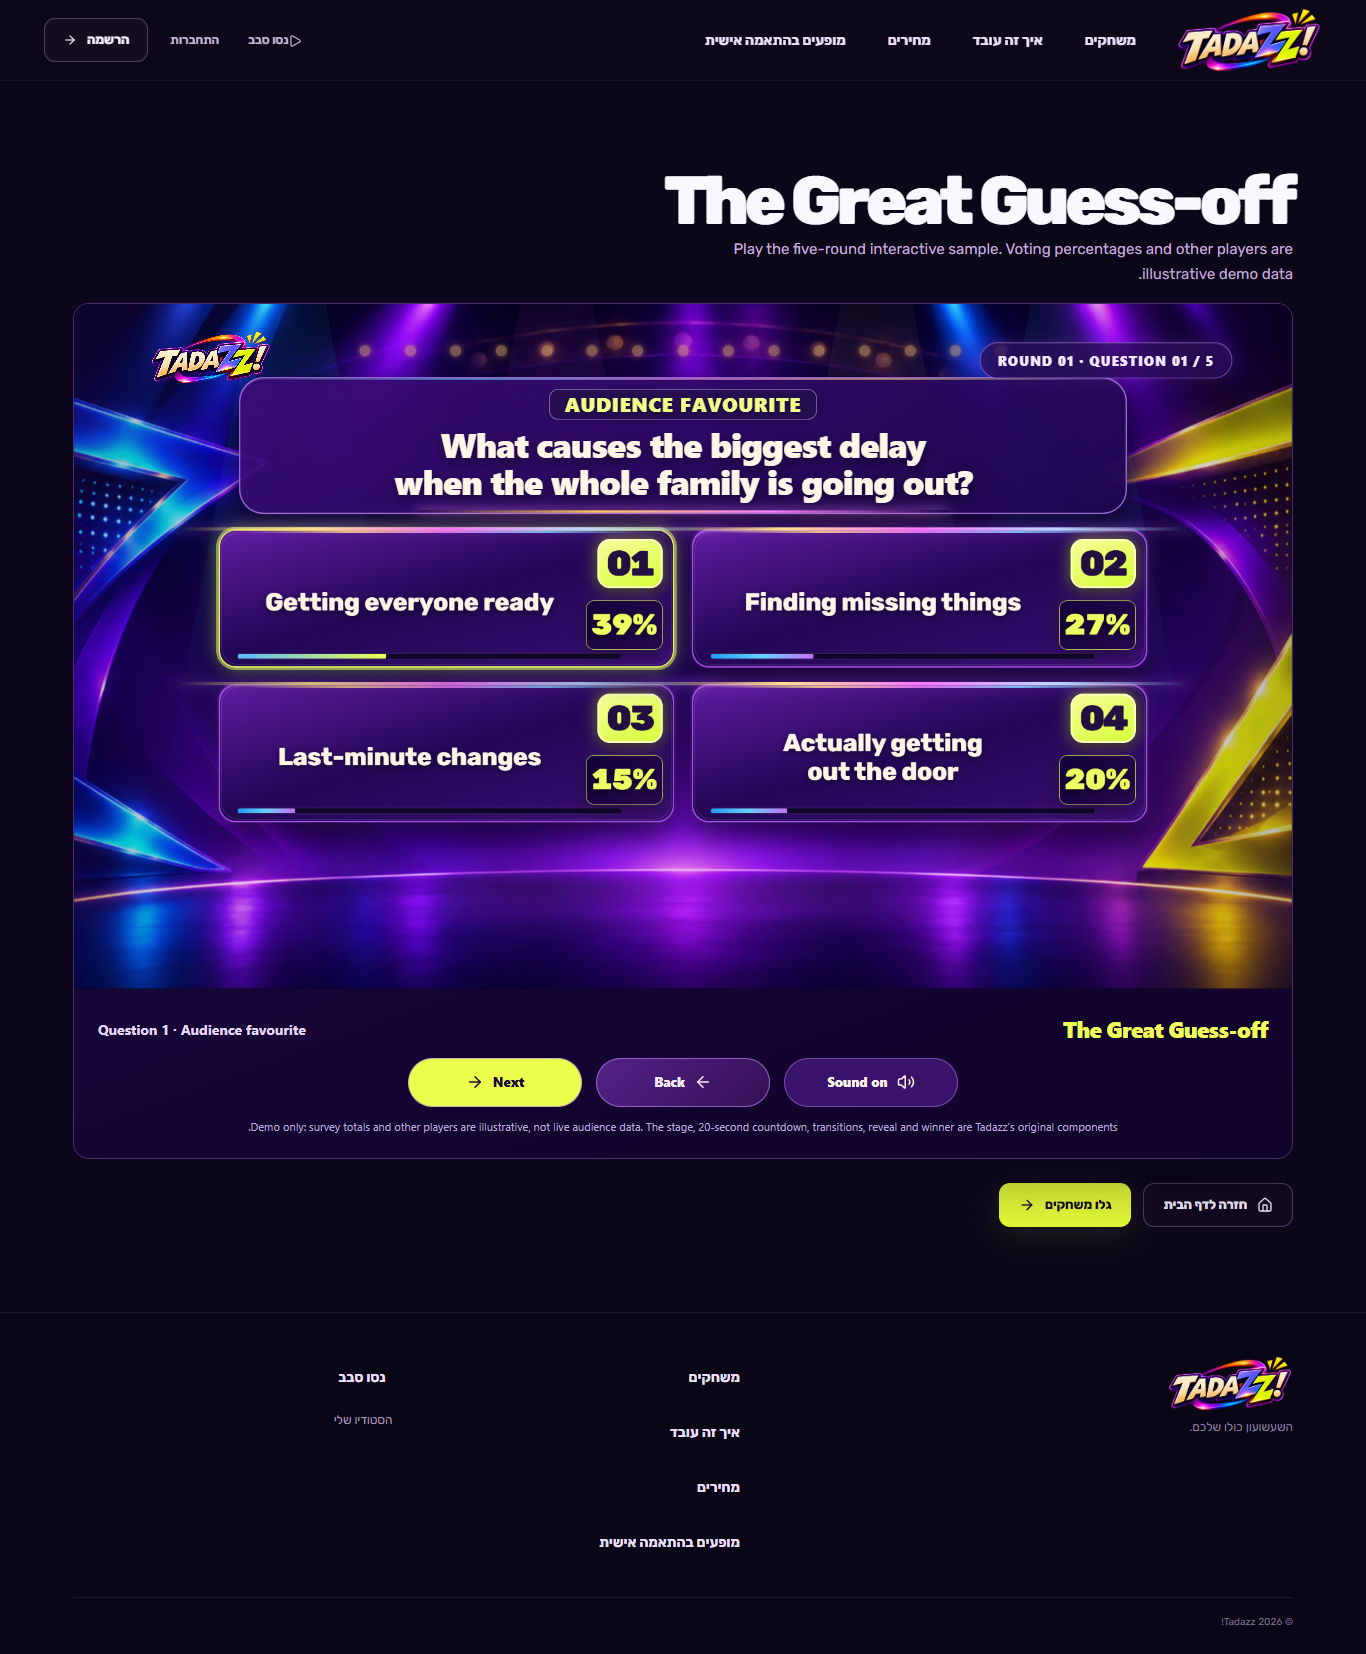 TADAZZ!
משחקים
איך זה עובד
מחירים
מופעים בהתאמה אישית
נסו סבב
התחברות
הרשמה
The Great Guess-off
Play the five-round interactive sample. Voting percentages and other players are
illustrative demo data.
TADAZZ!
ROUND 01 • QUESTION 01 / 5
AUDIENCE FAVOURITE
What causes the biggest delay
when the whole family is going out?
01
Getting everyone ready
39%
02
Finding missing things
27%
03
Last-minute changes
15%
04
Actually getting
out the door
20%
The Great Guess-off
Question 1 · Audience favourite
Sound on
Back
Next
Demo only: survey totals and other players are illustrative, not live audience data. The stage, 20-second countdown, transitions, reveal and winner are Tadazz's original components.
חזרה לדף הבית
גלו משחקים
TADAZZ!
השעשועון כולו שלכם.
משחקים
איך זה עובד
מחירים
מופעים בהתאמה אישית
נסו סבב
הסטודיו שלי
© 2026 Tadazz!